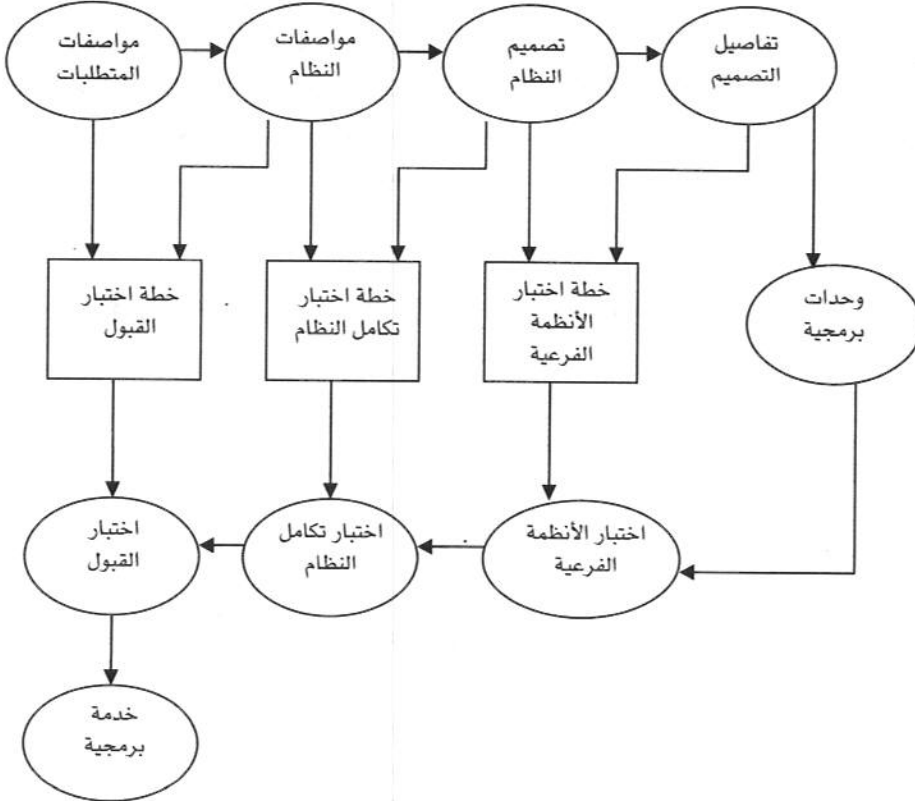 مواصفات
المتطلبات
مواصفات
النظام
تصميم
النظام
تفاصيل
التصميم
خطة اختبار
القبول
خطة اختبار
تكامل النظام
خطة اختبار
الأنظمة
الفرعية
وحدات
برمجية
اختبار
القبول
اختبار تكامل
النظام
اختبار الأنظمة
الفرعية
خدمة
برمجية